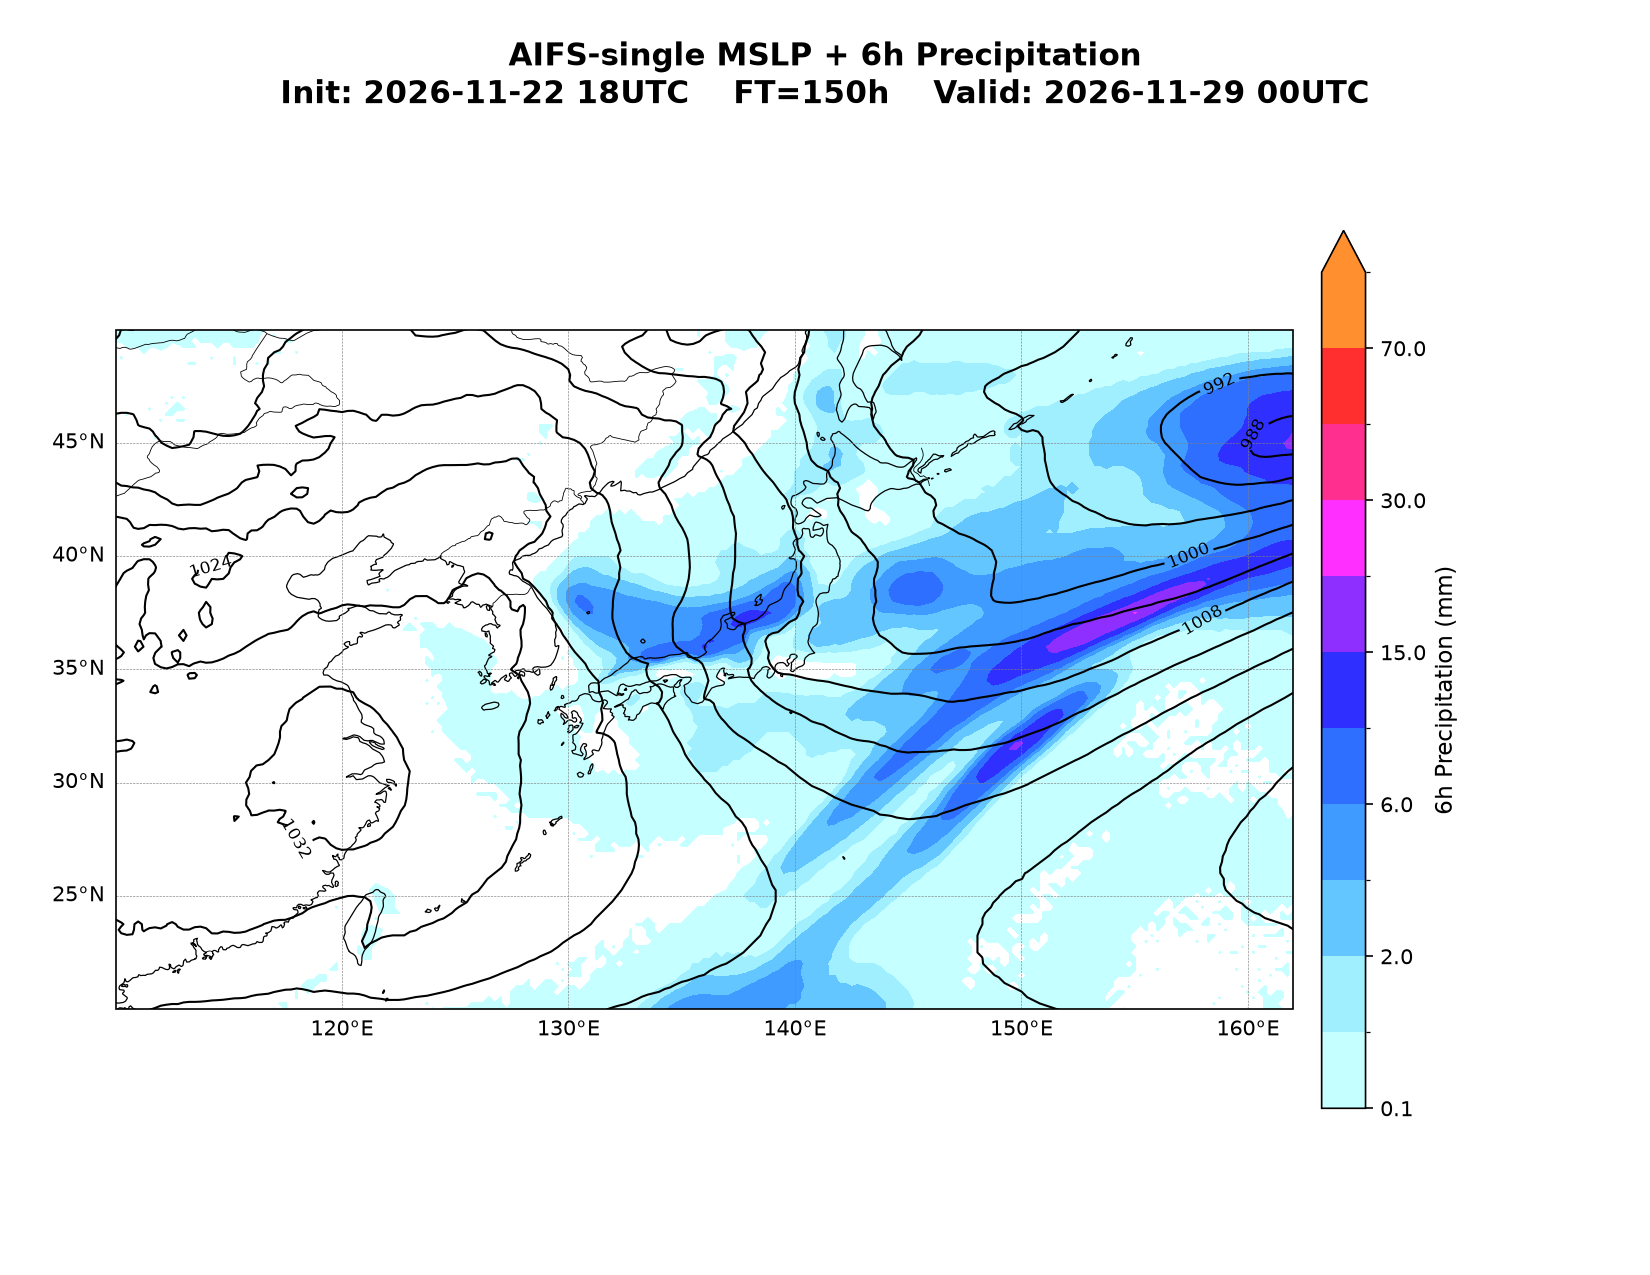 AIFS-single MSLP + 6h Precipitation
Init: 2026-11-22 18UTC    FT=150h    Valid: 2026-11-29 00UTC
992
988
1000
1008
1024
1032
45°N
40°N
35°N
30°N
25°N
120°E
130°E
140°E
150°E
160°E
70.0
30.0
15.0
6.0
2.0
0.1
6h Precipitation (mm)